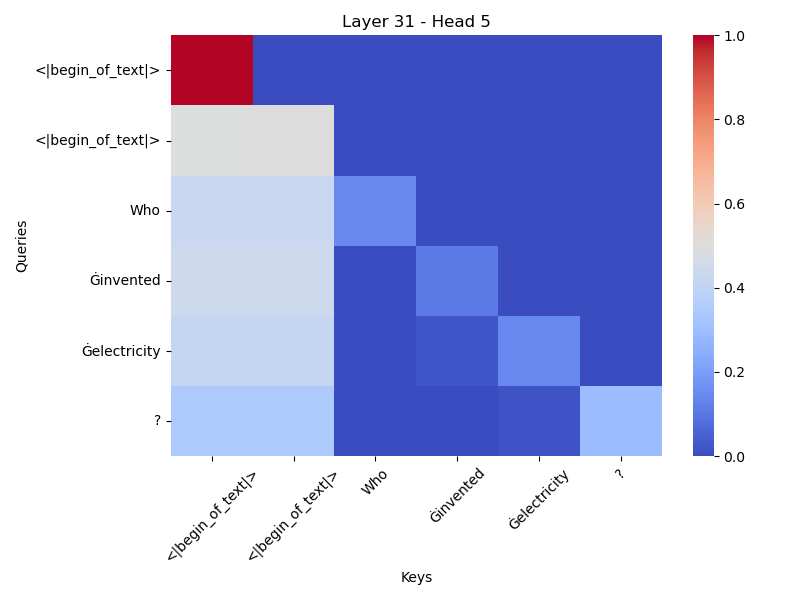 Layer 31 - Head 5
<|begin_of_text|>
<|begin_of_text|>
Who
Ġinvented
Ġelectricity
?
Queries
<|begin_of_text|>
<|begin_of_text|>
Who
Ġinvented
Ġelectricity
?
Keys
1.0
0.8
0.6
0.4
0.2
0.0